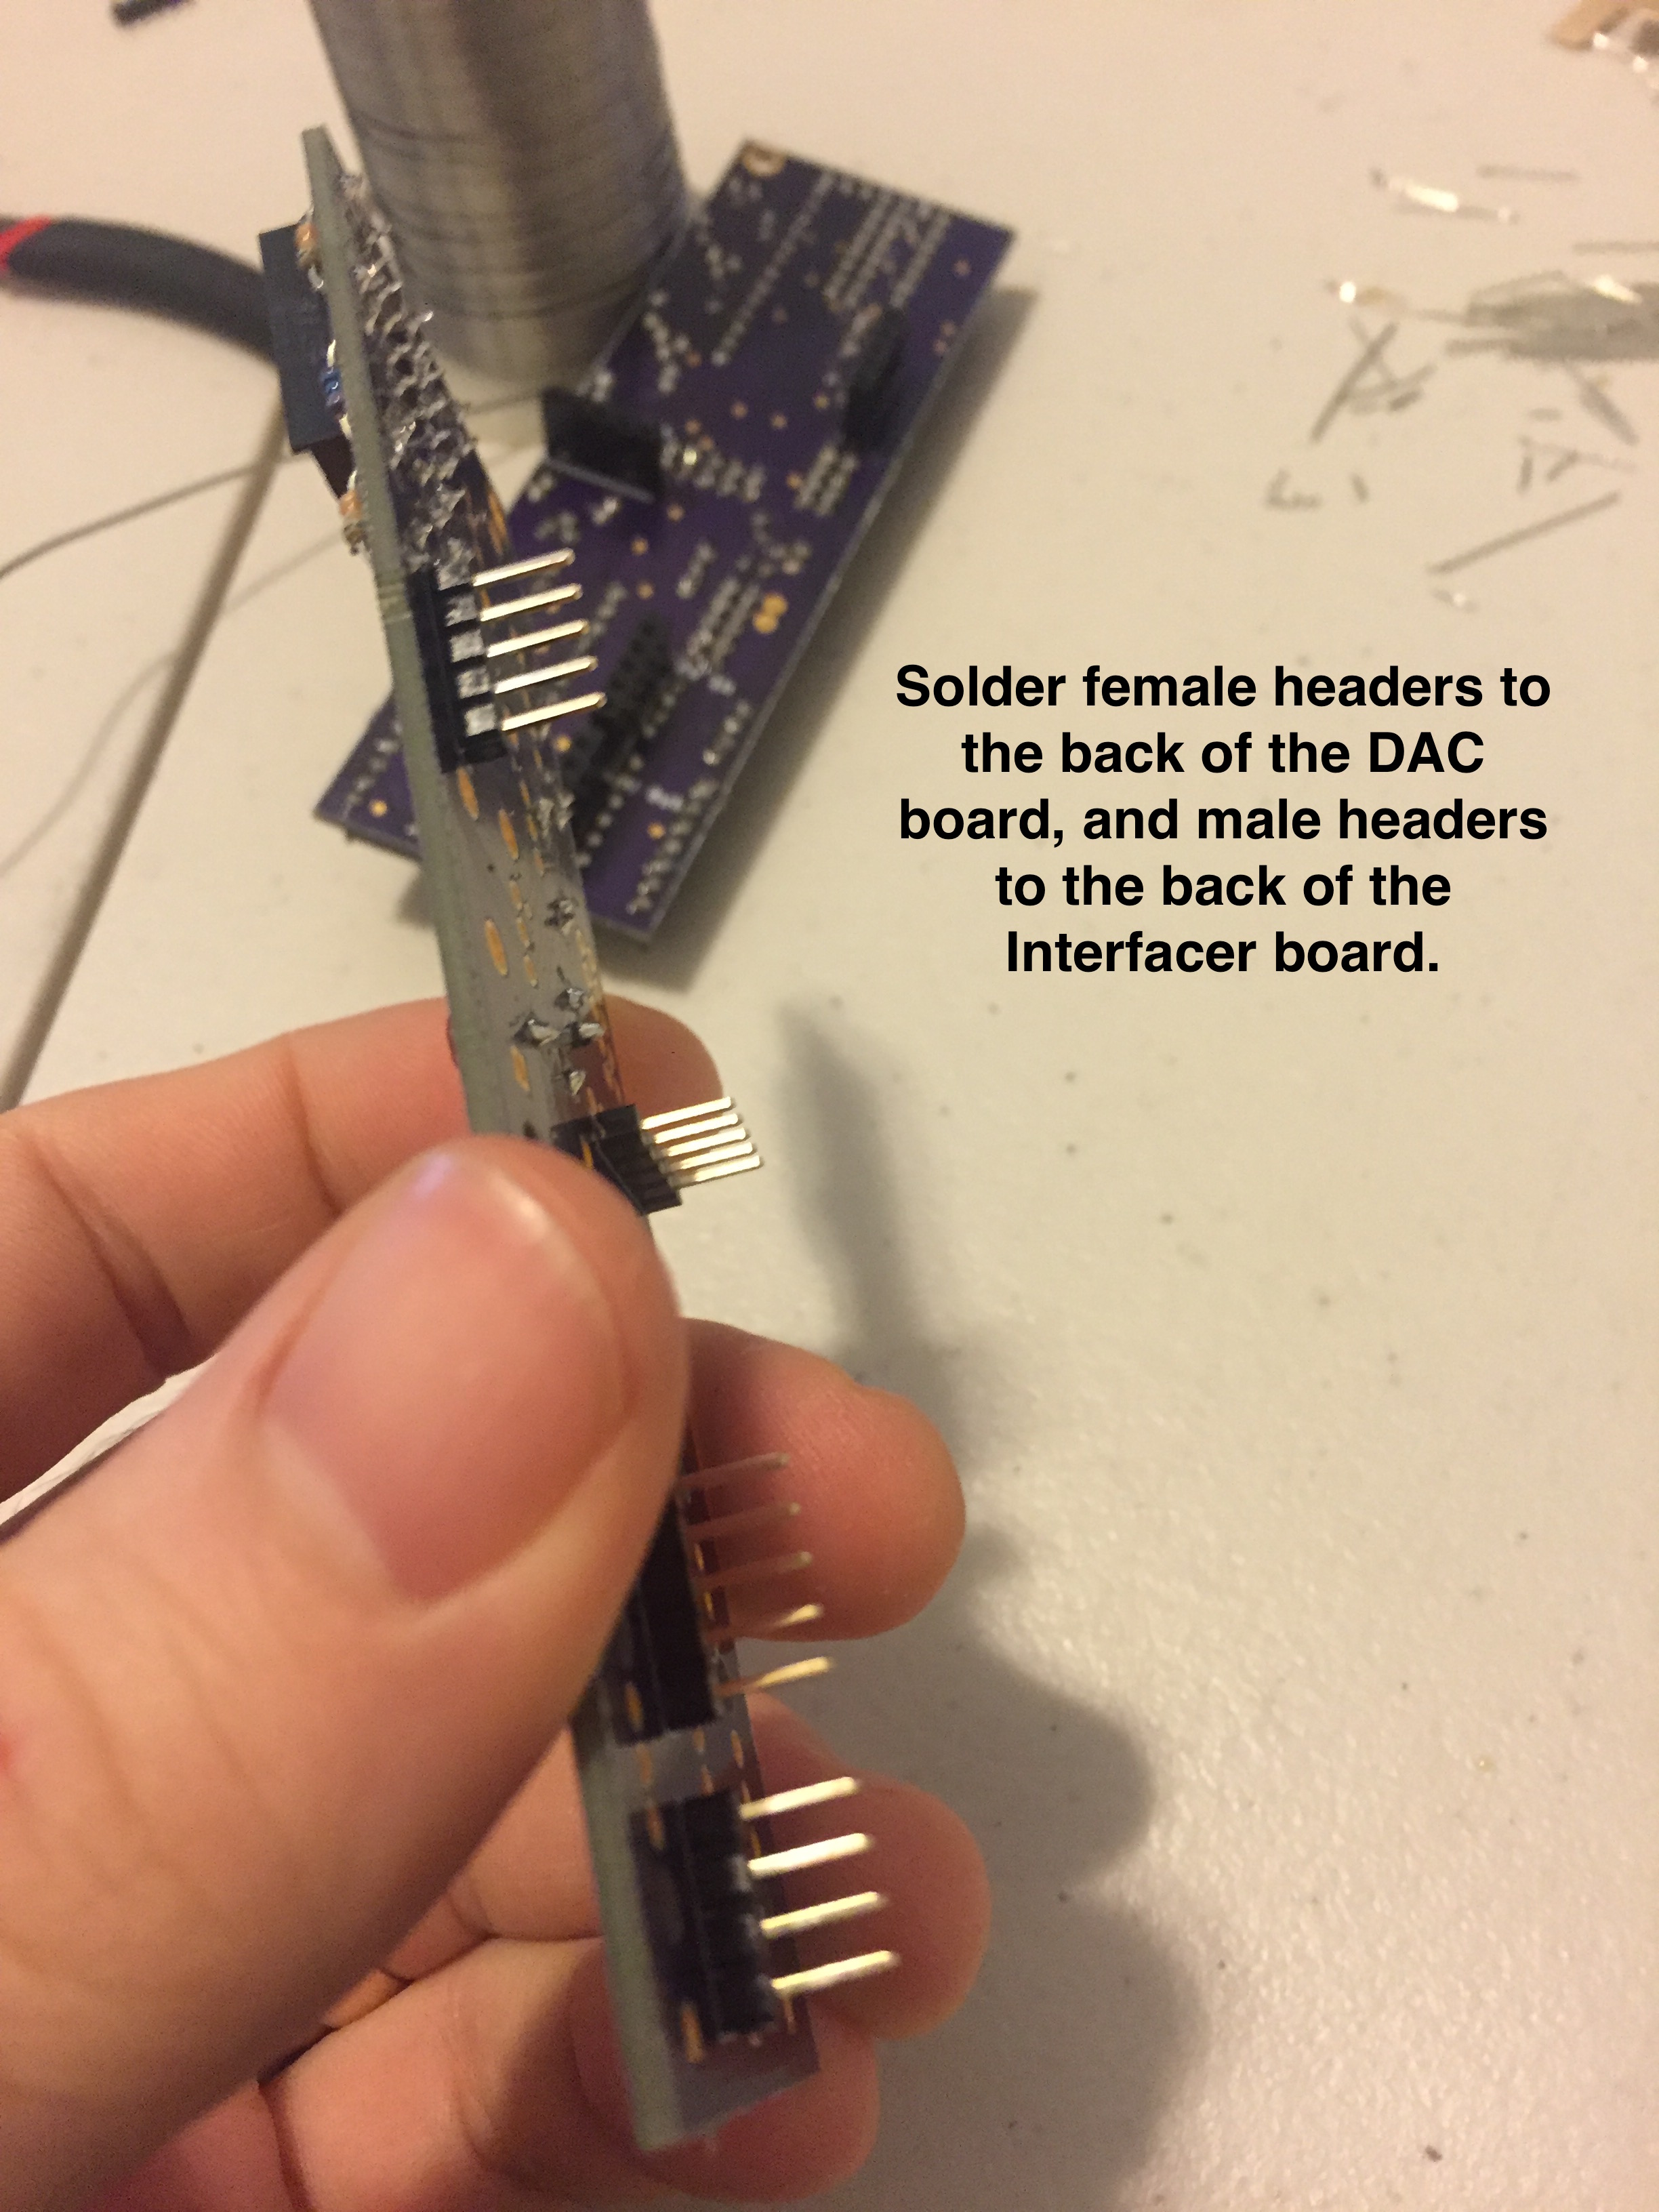 Solder female headers to
the back of the DAC
board, and male headers
to the back of the
Interfacer board.